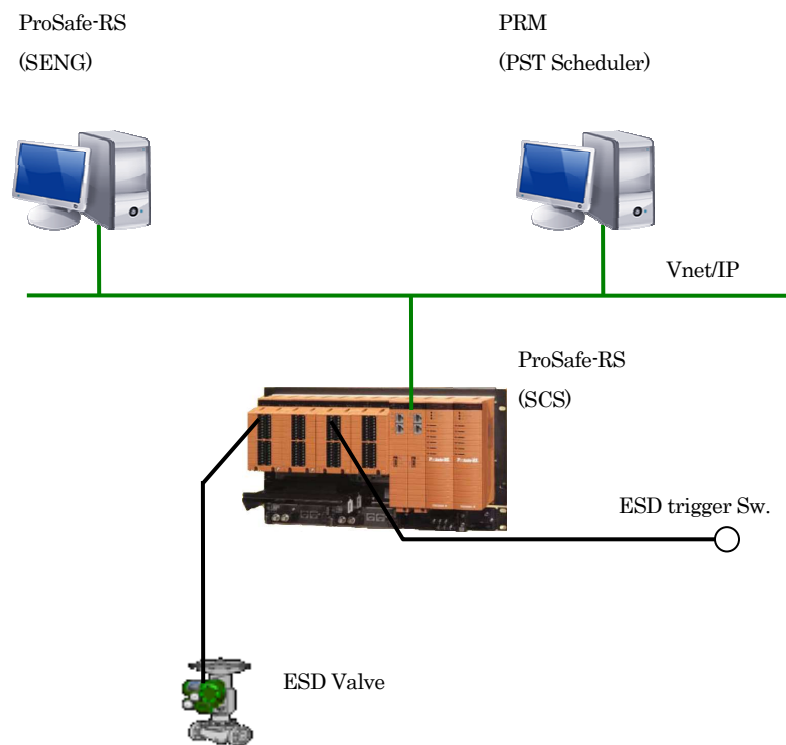 ProSafe-RS
(SENG)
PRM
(PST Scheduler)
Vnet/IP
ProSafe-RS
(SCS)
ESD trigger Sw.
ESD Valve